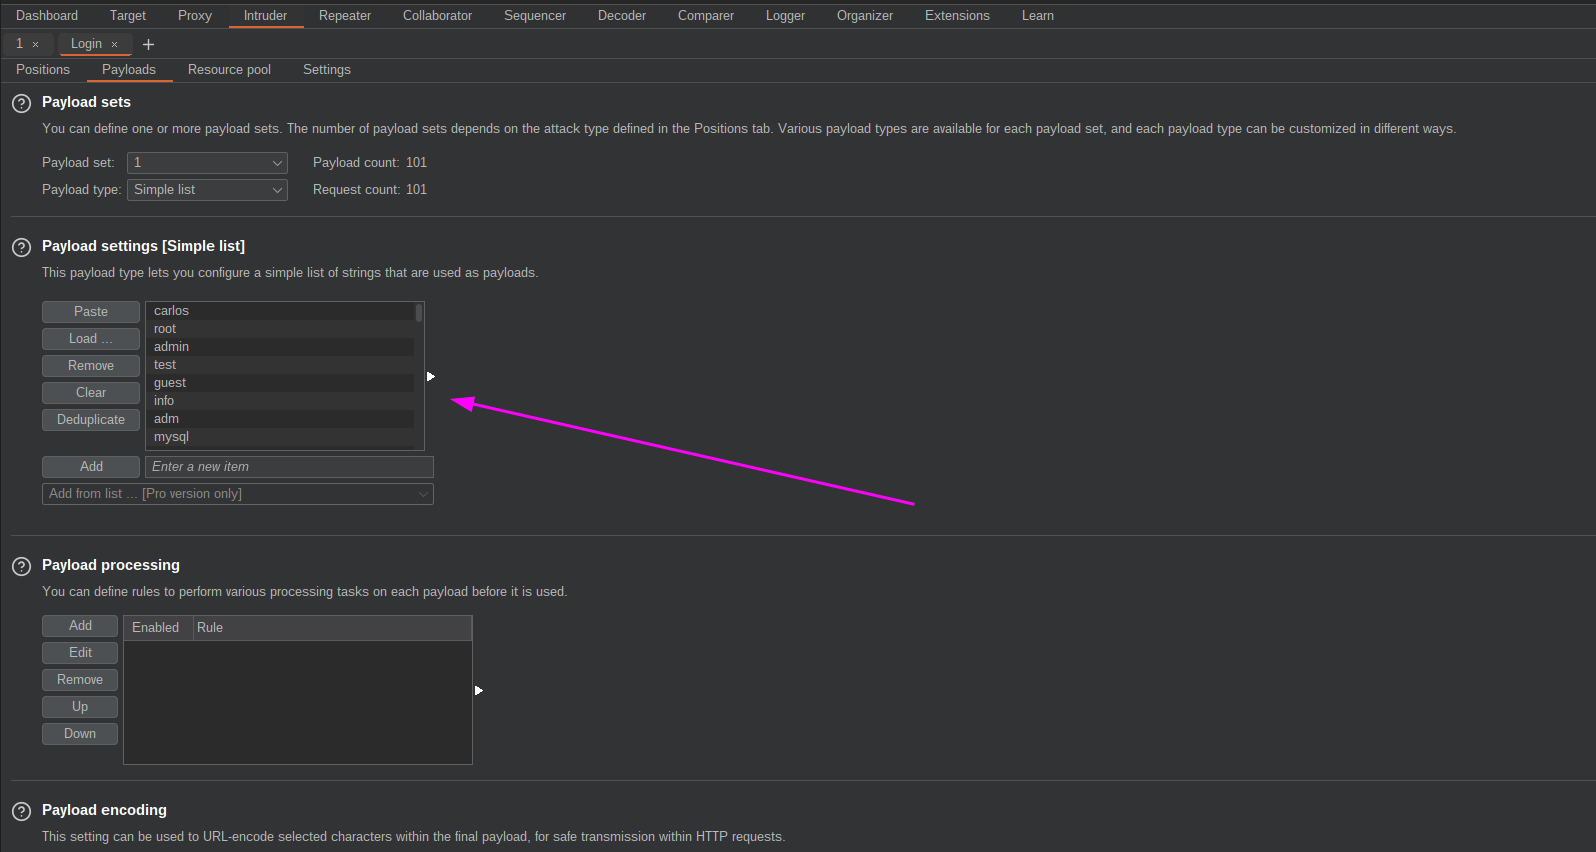 Dashboard Target Proxy Intruder Repeater Collaborator Sequencer Decoder Comparer Logger Organizer Extensions Learn
1 × Login × +
Positions Payloads Resource pool Settings
? Payload sets
You can define one or more payload sets. The number of payload sets depends on the attack type defined in the Positions tab. Various payload types are available for each payload set, and each payload type can be customized in different ways.
Payload set: 1 Payload count: 101
Payload type: Simple list Request count: 101
? Payload settings [Simple list]
This payload type lets you configure a simple list of strings that are used as payloads.
Paste carlos
root
Load ... admin
Remove test
guest
Clear info
Deduplicate adm
mysql
Add Enter a new item
Add from list ... [Pro version only]
? Payload processing
You can define rules to perform various processing tasks on each payload before it is used.
Add Enabled Rule
Edit
Remove
Up
Down
? Payload encoding
This setting can be used to URL-encode selected characters within the final payload, for safe transmission within HTTP requests.